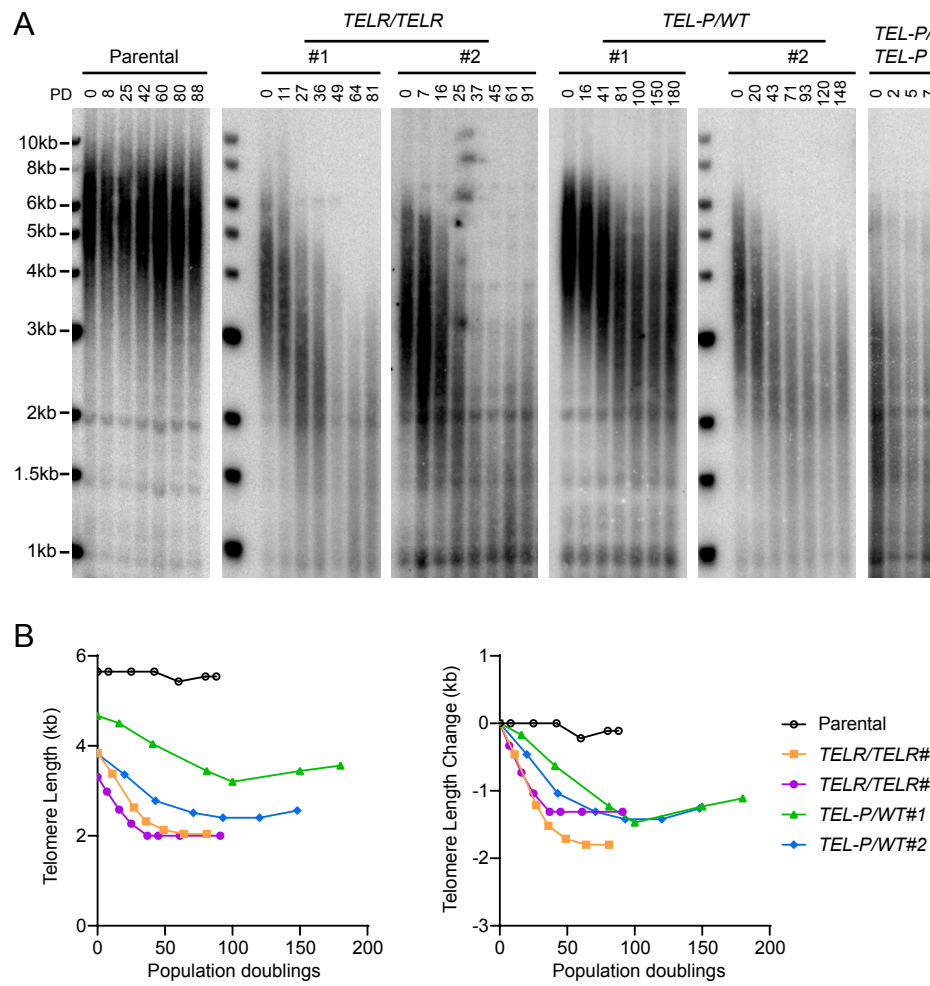 A
TELR/TELR
TEL-P/WT
TEL-P/
TEL-P
Parental
#1
#2
#1
#2
PD
0 8 25 42 60 80 88
0 11 27 36 49 64 81
0 7 16 25 37 45 61 91
0 16 41 81 100 150 180
0 20 43 71 93 120 148
0 2 5 7
10kb
8kb
6kb
5kb
4kb
3kb
2kb
1.5kb
1kb
B
Telomere Length (kb)
6
4
2
0
0 50 100 150 200
Population doublings
Telomere Length Change (kb)
1
0
-1
-2
-3
0 50 100 150 200
Population doublings
Parental
TELR/TELR#
TELR/TELR#
TEL-P/WT#1
TEL-P/WT#2